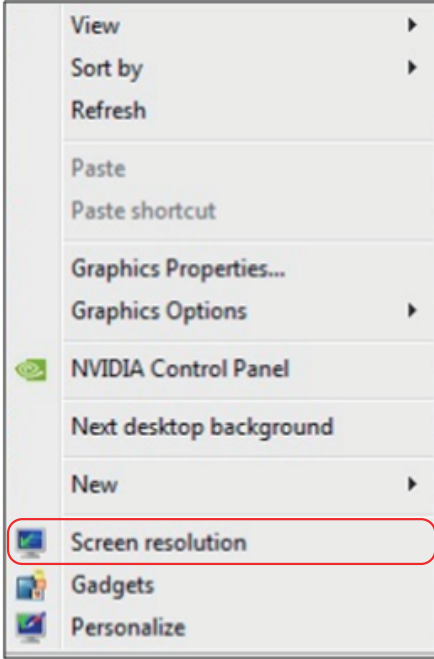 View
Sort by
Refresh
Paste
Paste shortcut
Graphics Properties...
Graphics Options
NVIDIA Control Panel
Next desktop background
New
Screen resolution
Gadgets
Personalize